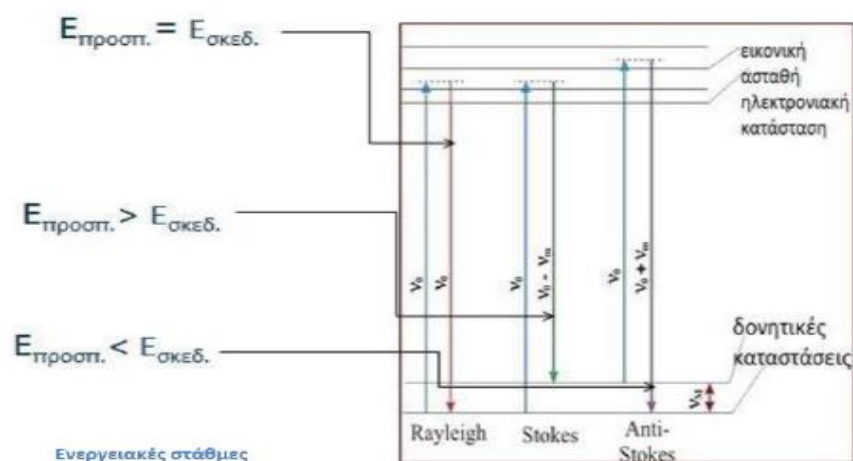 Eπροσπ. = Eσκεδ.
Eπροσπ. > Eσκεδ.
Eπροσπ. < Eσκεδ.
εικονική
ασταθή
ηλεκτρονιακή
κατάσταση
ν₀
ν₀
ν₀
ν₀ - νₘ
ν₀
ν₀ + νₘ
δονητικές
καταστάσεις
νₘ
Rayleigh
Stokes
Anti-
Stokes
Ενεργειακές στάθμες